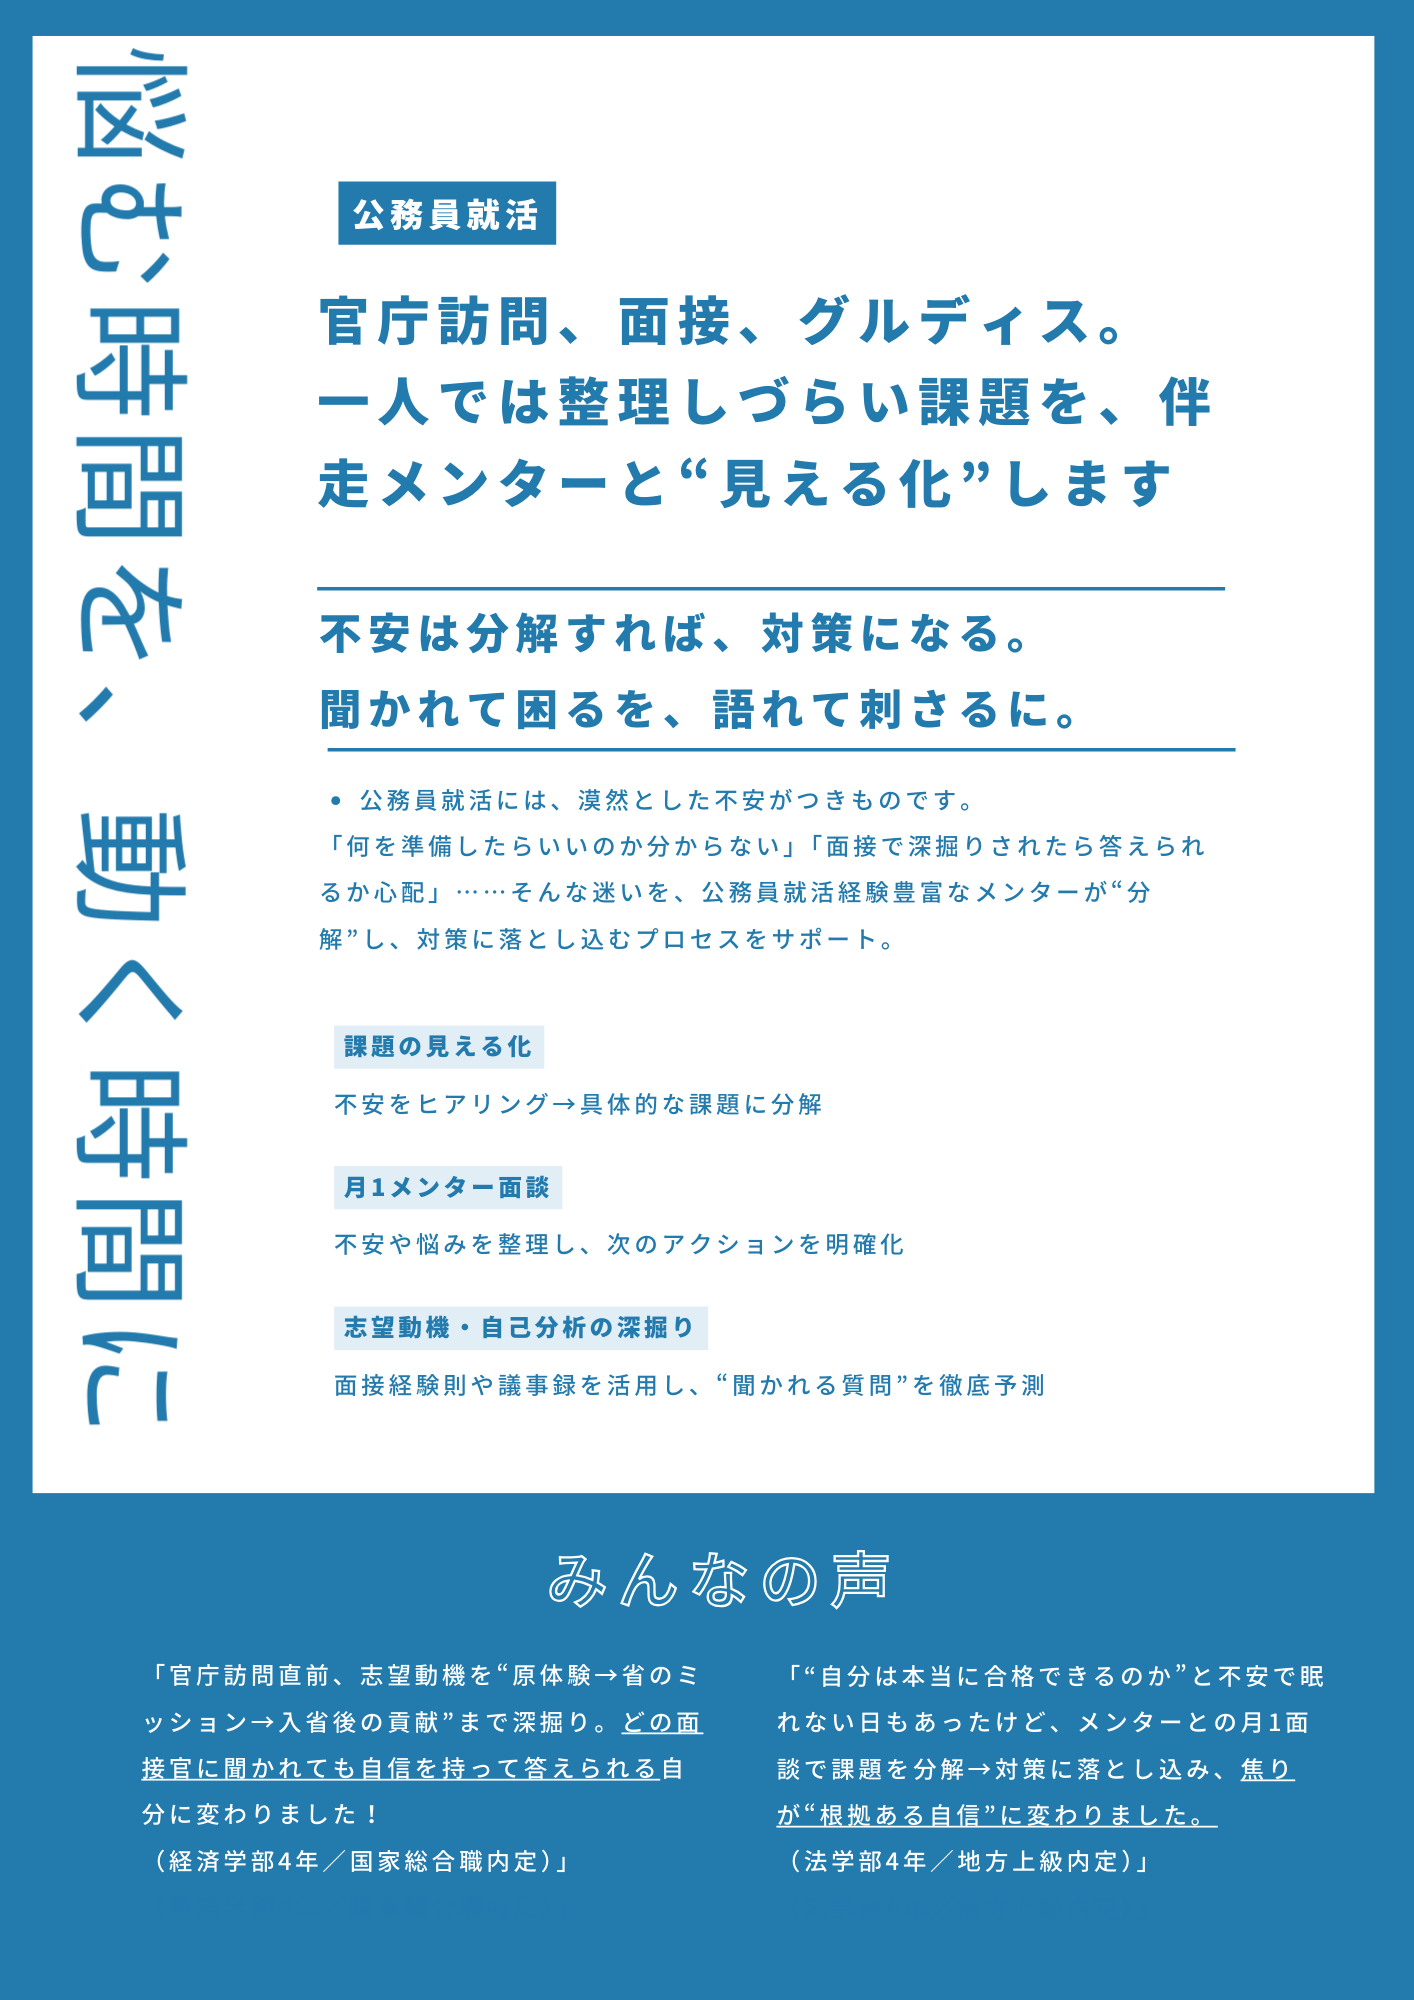 悩む時間を、動く時間に
公務員就活
官庁訪問、面接、グルディス。
一人では整理しづらい課題を、伴
走メンターと“見える化”します
不安は分解すれば、対策になる。
聞かれて困るを、語れて刺さるに。
• 公務員就活には、漠然とした不安がつきものです。
「何を準備したらいいのか分からない」「面接で深掘りされたら答えられ
るか心配」……そんな迷いを、公務員就活経験豊富なメンターが“分
解”し、対策に落とし込むプロセスをサポート。
課題の見える化
不安をヒアリング→具体的な課題に分解
月1メンター面談
不安や悩みを整理し、次のアクションを明確化
志望動機・自己分析の深掘り
面接経験則や議事録を活用し、“聞かれる質問”を徹底予測
みんなの声
「官庁訪問直前、志望動機を“原体験→省のミ
ッション→入省後の貢献”まで深掘り。どの面
接官に聞かれても自信を持って答えられる自
分に変わりました！
（経済学部4年／国家総合職内定）」
「“自分は本当に合格できるのか”と不安で眠
れない日もあったけど、メンターとの月1面
談で課題を分解→対策に落とし込み、焦り
が“根拠ある自信”に変わりました。
（法学部4年／地方上級内定）」